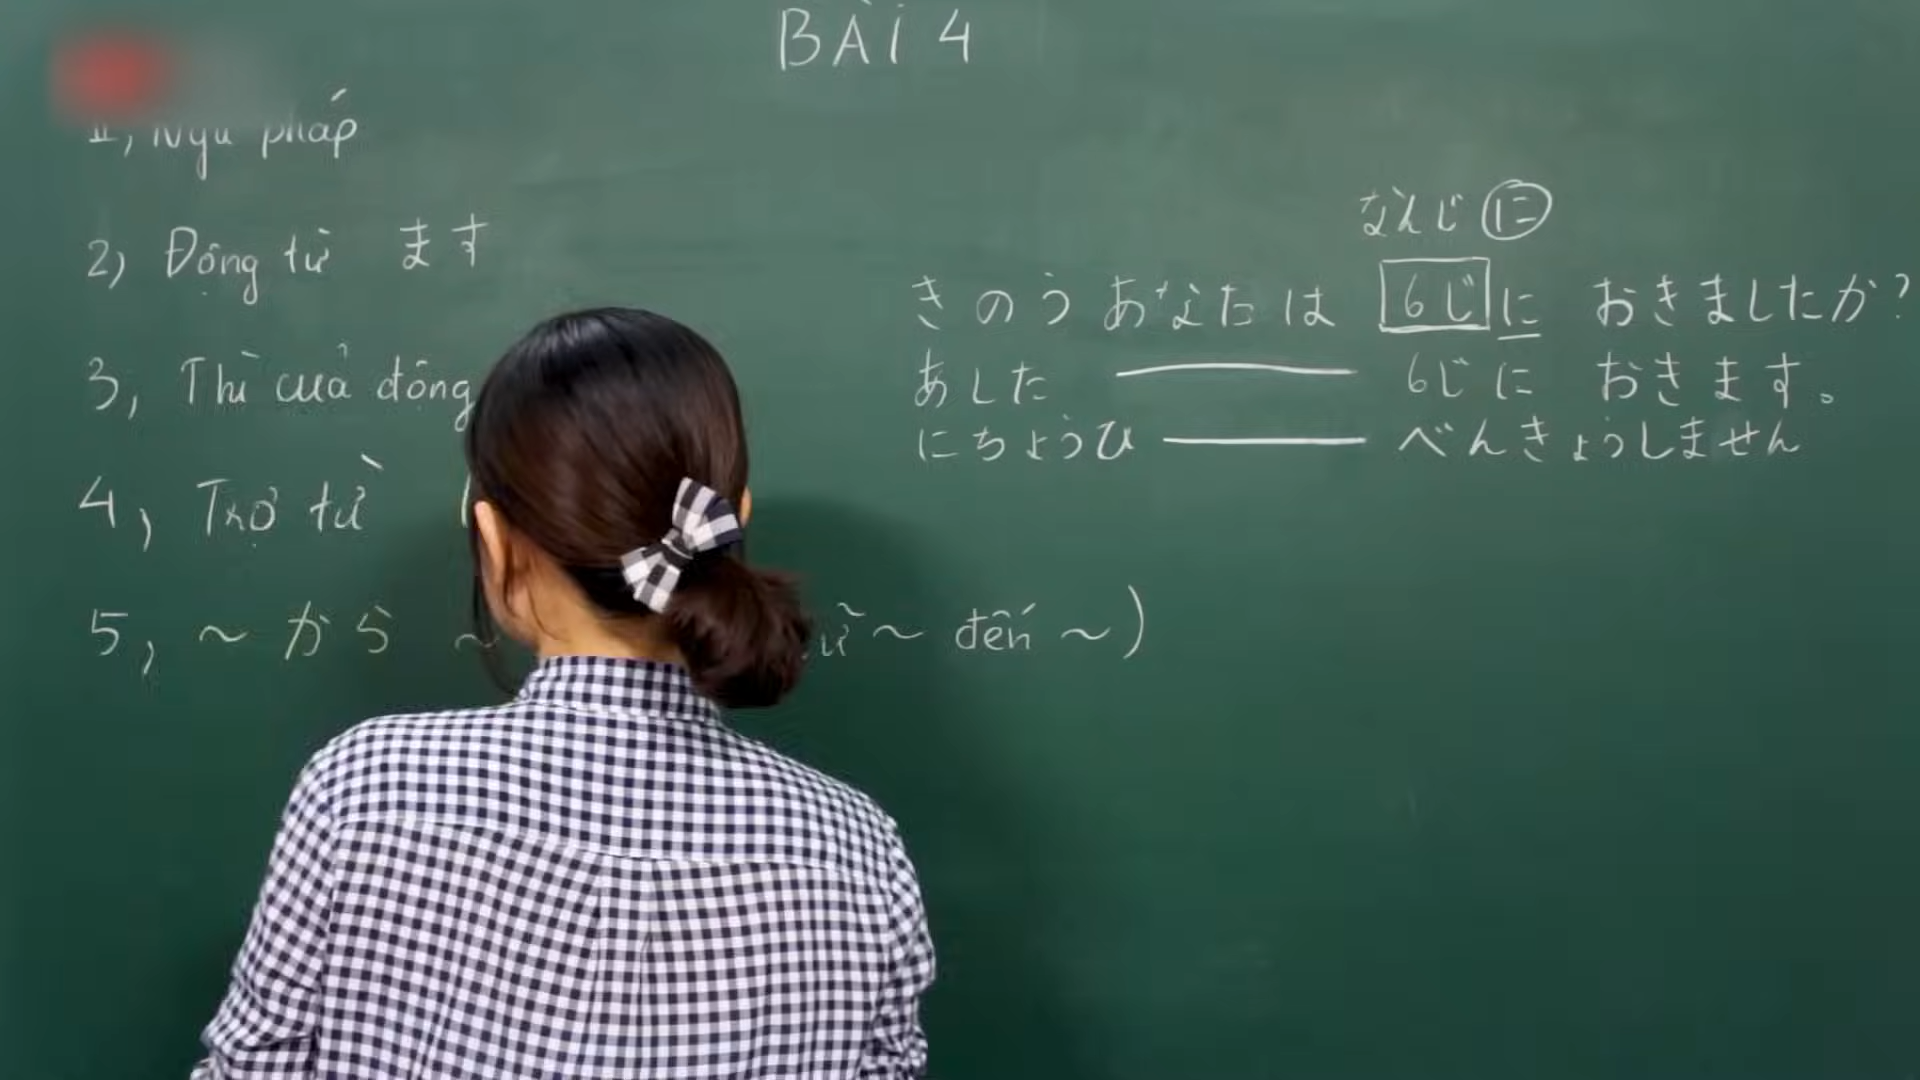 BÀI 4
II, Ngữ pháp
2) Động từ ます
3, Thì của động
4, Trợ từ (
5, ~ から ~ ừ ~ đến ~)
なんじ に
きのう あなたは 6じ に おきましたか?
あした ——— 6じに おきます。
にちようひ ——— べんきょうしません